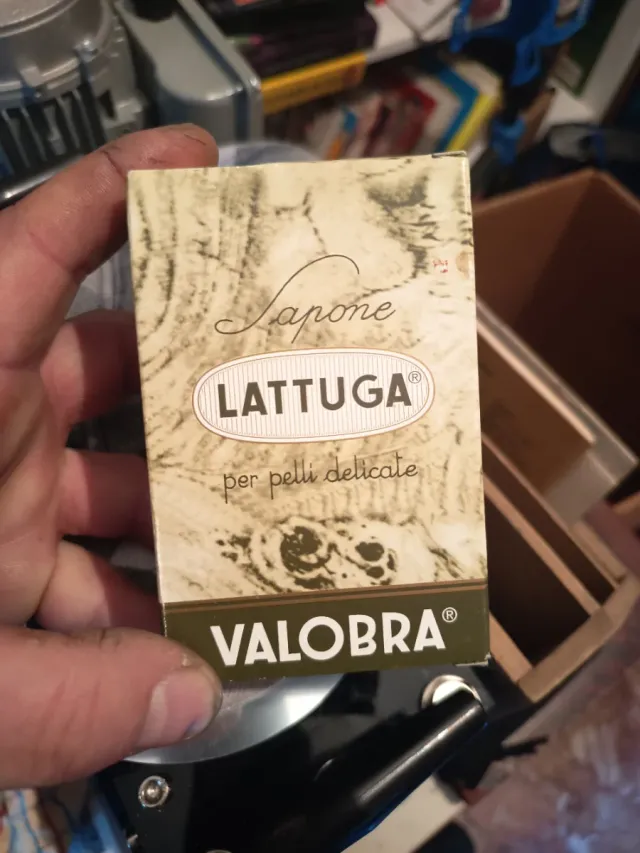 Sapone
LATTUGA®
per pelli delicate
VALOBRA®